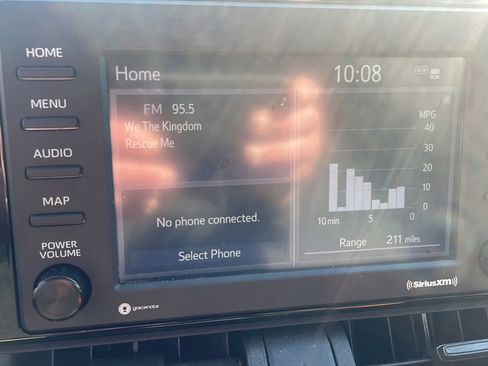 HOME
MENU
AUDIO
MAP
POWER
VOLUME
Home
10:08
DCM
FM 95.5
We The Kingdom
Rescue Me
No phone connected.
Select Phone
MPG
40
30
20
10
0
10 min 5 0
Range 211 miles
gracenote
SiriusXM